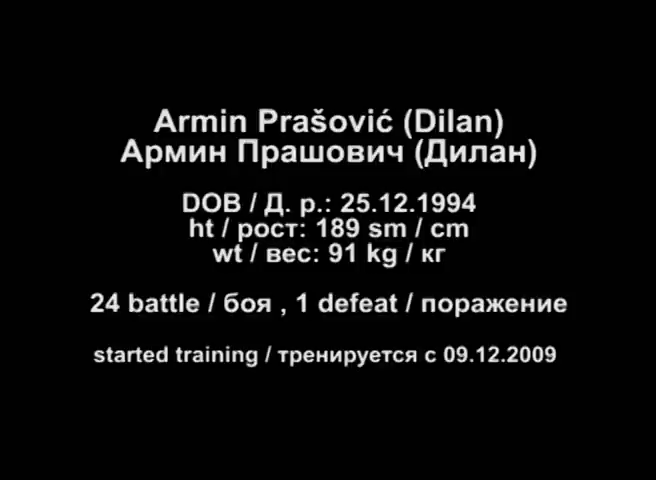 Armin Prašović (Dilan)
Армин Прашович (Дилан)
DOB / Д. р.: 25.12.1994
ht / рост: 189 sm / cm
wt / вес: 91 kg / кг
24 battle / боя , 1 defeat / поражение
started training / тренируется с 09.12.2009